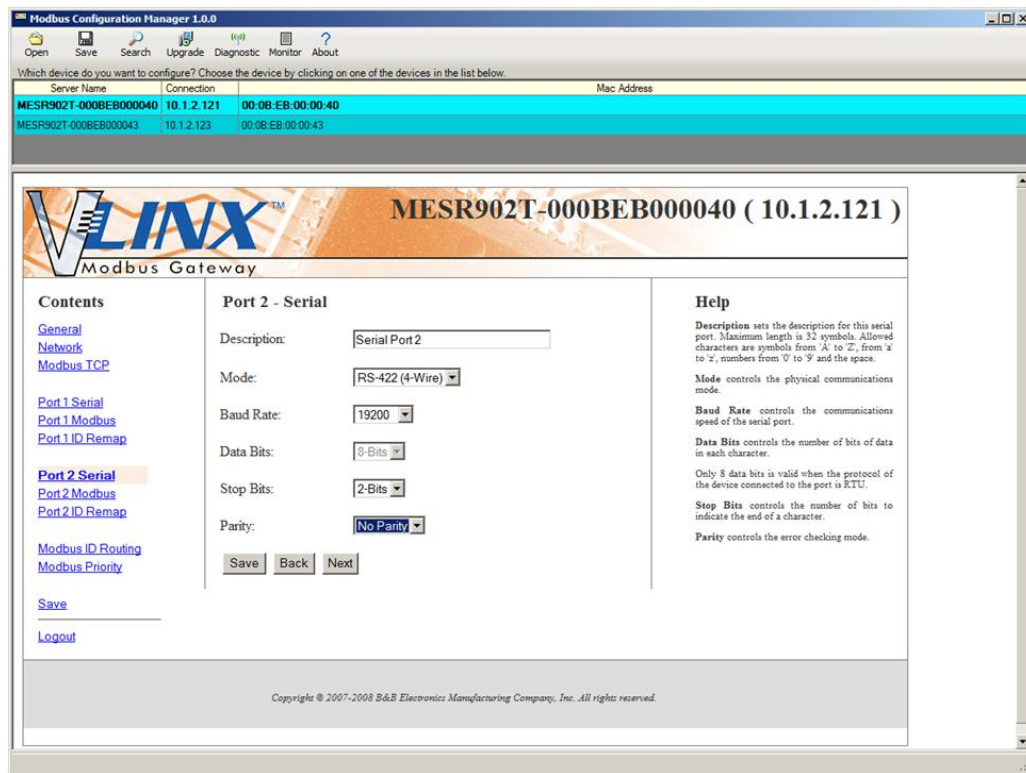 Modbus Configuration Manager 1.0.0
Open Save Search Upgrade Diagnostic Monitor About
Which device do you want to configure? Choose the device by clicking on one of the devices in the list below.
Server Name Connection Mac Address
MESR902T-000BEB000040 10.1.2.121 00:0B:EB:00:00:40
MESR902T-000BEB000043 10.1.2.123 00:0B:EB:00:00:43
VLINX™
Modbus Gateway
MESR902T-000BEB000040 ( 10.1.2.121 )
Contents
General
Network
Modbus TCP
Port 1 Serial
Port 1 Modbus
Port 1 ID Remap
Port 2 Serial
Port 2 Modbus
Port 2 ID Remap
Modbus ID Routing
Modbus Priority
Save
Logout
Port 2 - Serial
Description: Serial Port 2
Mode: RS-422 (4-Wire)
Baud Rate: 19200
Data Bits: 8-Bits
Stop Bits: 2-Bits
Parity: No Parity
Save Back Next
Help
Description sets the description for this serial
port. Maximum length is 32 symbols. Allowed
characters are symbols from 'A' to 'Z', from 'a'
to 'z', numbers from '0' to '9' and the space.
Mode controls the physical communications
mode.
Baud Rate controls the communications
speed of the serial port.
Data Bits controls the number of bits of data
in each character.
Only 8 data bits is valid when the protocol of
the device connected to the port is RTU.
Stop Bits controls the number of bits to
indicate the end of a character.
Parity controls the error checking mode.
Copyright © 2007-2008 B&B Electronics Manufacturing Company, Inc. All rights reserved.